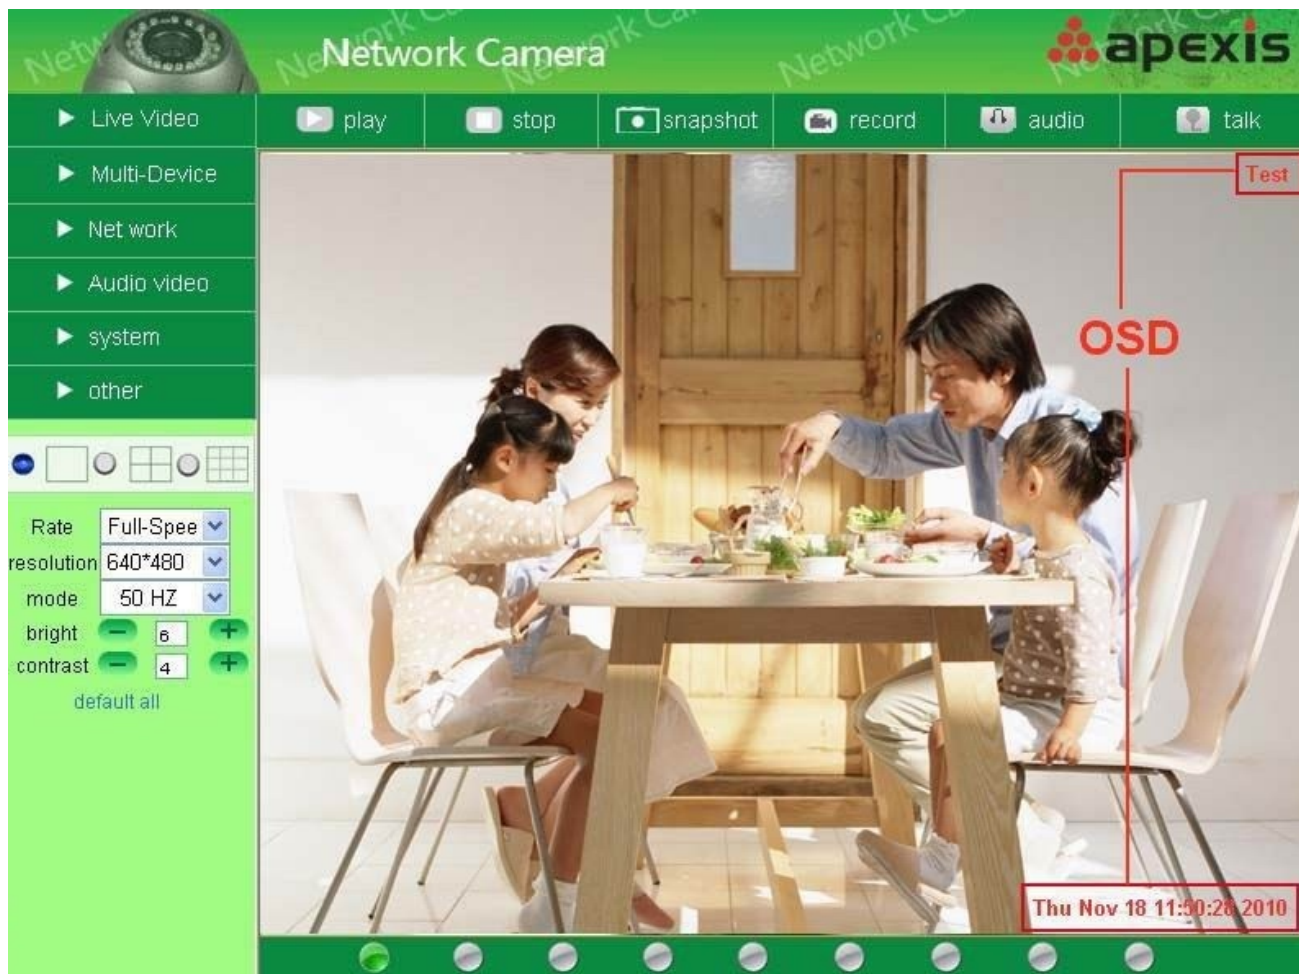 Network Camera
apexis
Live Video
Multi-Device
Net work
Audio video
system
other
play
stop
snapshot
record
audio
talk
Test
OSD
Thu Nov 18 11:50:28 2010
Rate Full-Spee
resolution 640*480
mode 50 HZ
bright 6
contrast 4
default all